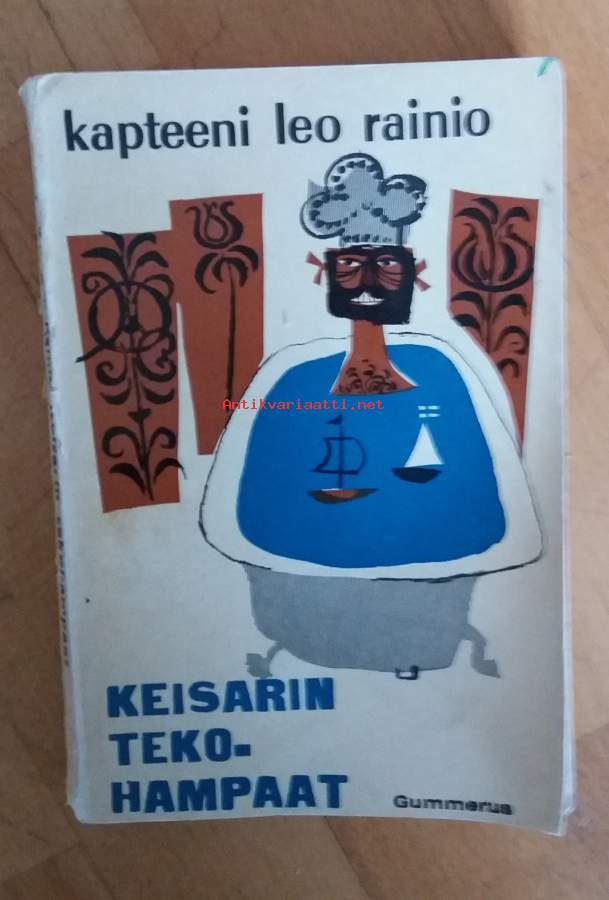 kapteeni leo rainio
Antikvariaatti.net
KEISARIN
TEKO-
HAMPAAT
Gummerus